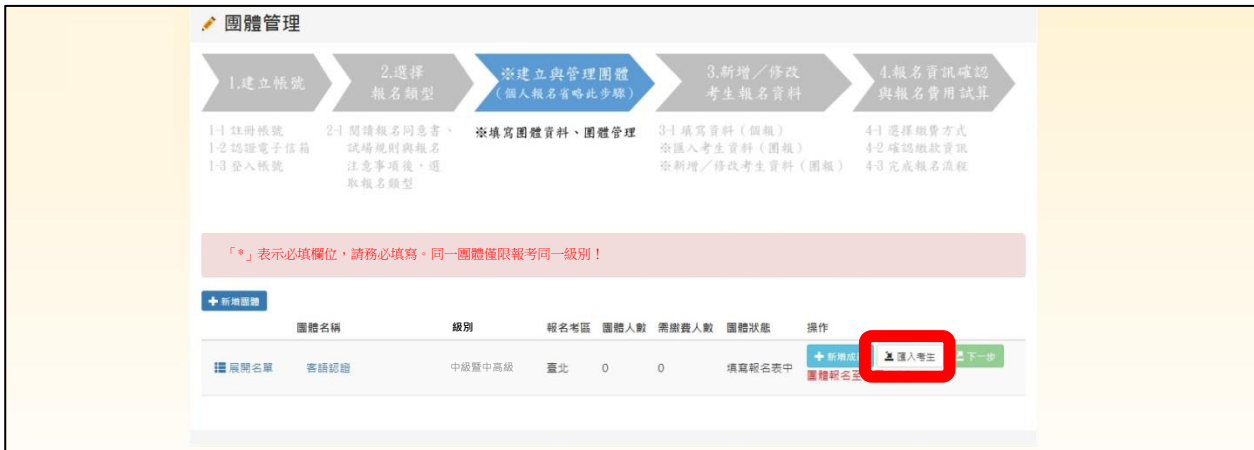 團體管理
1.建立帳號
2.選擇
報名類型
※建立與管理團體
(個人報名省略此步驟)
3.新增／修改
考生報名資料
4.報名資訊確認
與報名費用試算
1-1 註冊帳號
1-2 認證電子信箱
1-3 登入帳號
2-1 閱讀報名同意書、
試場規則與報名
注意事項後，選
取報名類型
※填寫團體資料、團體管理
3-1 填寫資料（個報）
※匯入考生資料（團報）
※新增／修改考生資料（團報）
4-1 選擇繳費方式
4-2 確認繳款資訊
4-3 完成報名流程
「*」表示必填欄位，請務必填寫。同一團體僅限報考同一級別！
新增團體
團體名稱 級別 報名考區 團體人數 需繳費人數 團體狀態 操作
展開名單 客語認證 中級暨中高級 臺北 0 0 填寫報名表中 新增成 匯入考生 下一步
團體報名至